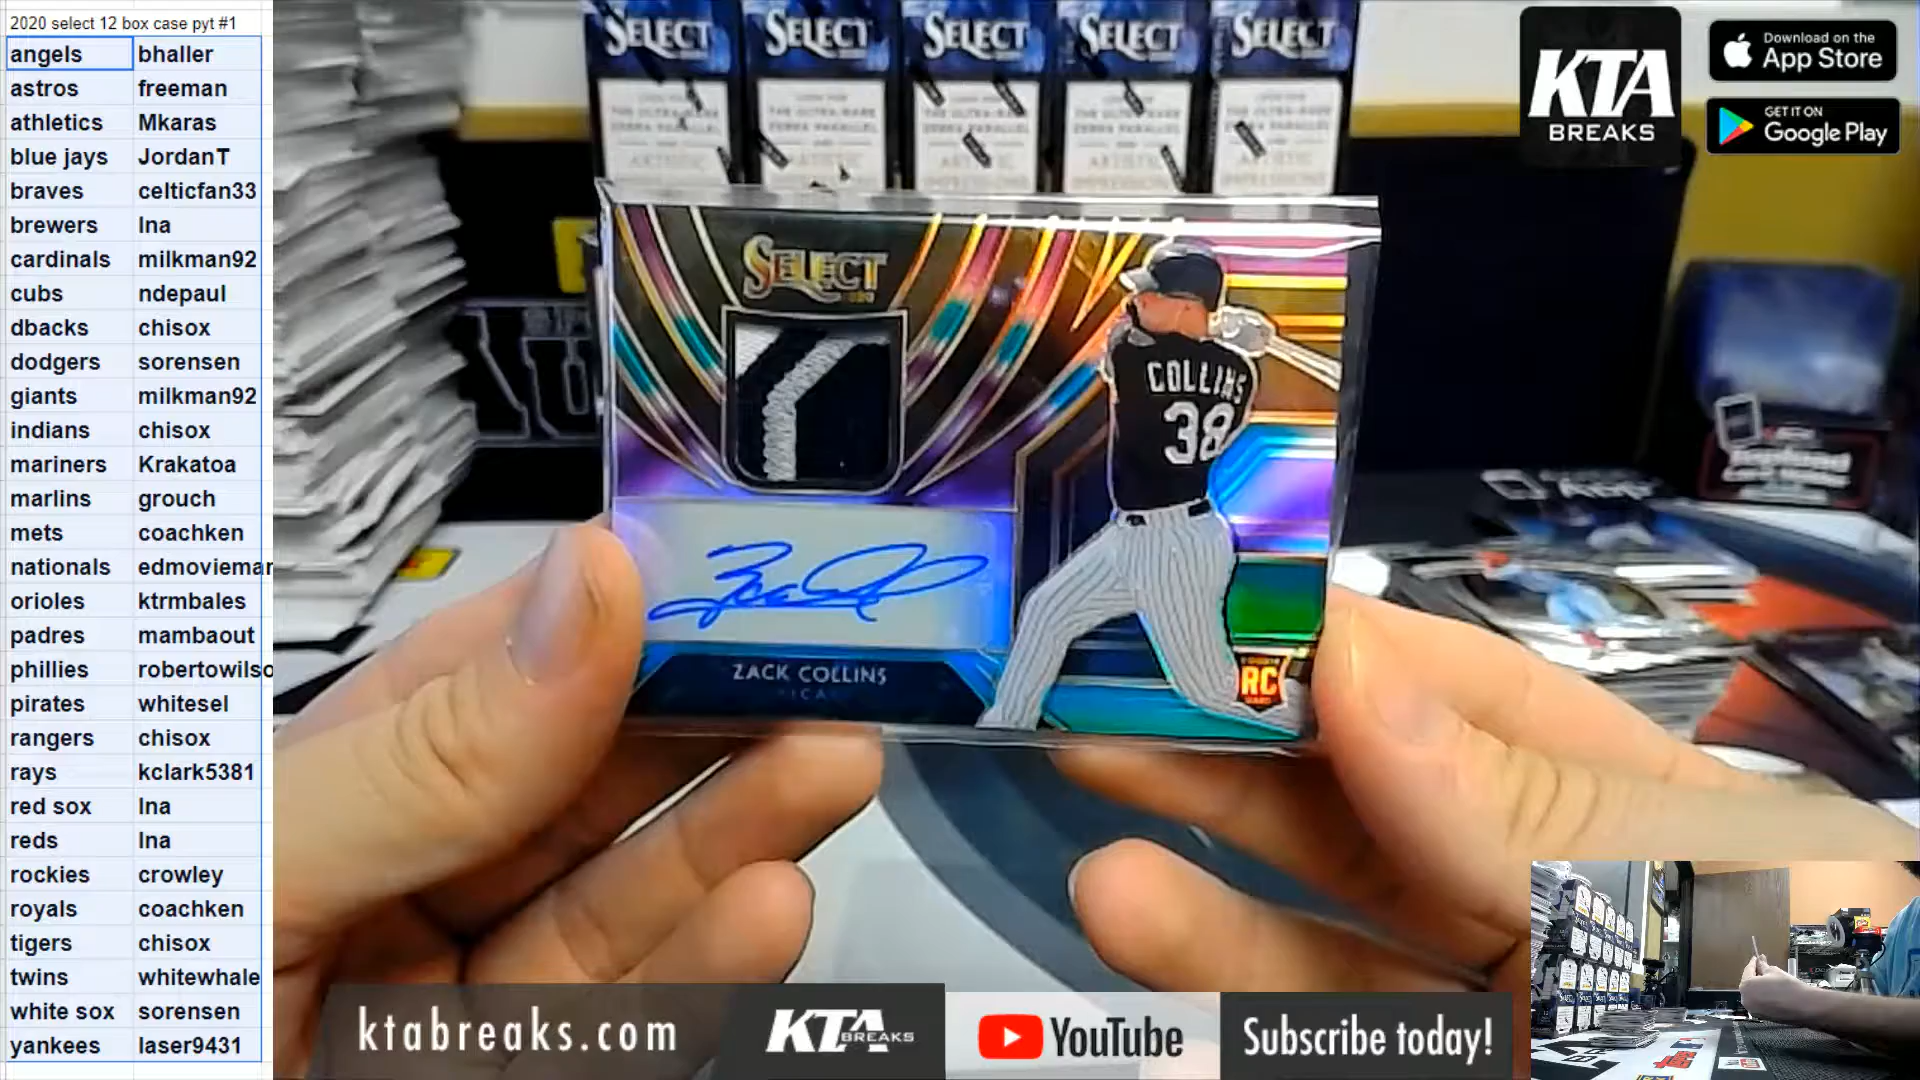 2020 select 12 box case pyt #1
angels bhaller
astros freeman
athletics Mkaras
blue jays JordanT
braves celticfan33
brewers lna
cardinals milkman92
cubs ndepaul
dbacks chisox
dodgers sorensen
giants milkman92
indians chisox
mariners Krakatoa
marlins grouch
mets coachken
nationals edmovieman
orioles ktrmbales
padres mambaout
phillies robertowilso
pirates whitesel
rangers chisox
rays kclark5381
red sox lna
reds lna
rockies crowley
royals coachken
tigers chisox
twins whitewhale
white sox sorensen
yankees laser9431
SELECT SELECT SELECT SELECT SELECT
KTA
BREAKS
Download on the
App Store
GET IT ON
Google Play
SELECT
COLLINS
38
ZACK COLLINS
RC
ktabreaks.com
KTA BREAKS
YouTube
Subscribe today!